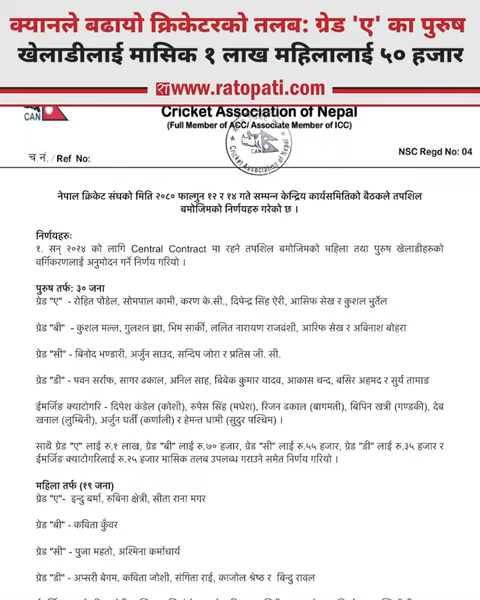 क्यानले बढायो क्रिकेटरको तलब: ग्रेड 'ए' का पुरुष
खेलाडीलाई मासिक १ लाख महिलालाई ५० हजार
www.ratopati.com
CAN
Cricket Association of Nepal
(Full Member of ACC/ Associate Member of ICC)
च.नं. /Ref No:
NSC Regd No: 04
नेपाल क्रिकेट संघको मिति २०८० फाल्गुन १२ र १४ गते सम्पन्न केन्द्रिय कार्यसमितिको बैठकले तपशिल
बमोजिमको निर्णयहरु गरेको छ ।
निर्णयहरुः
१. सन् २०२४ को लागि Central Contract मा रहने तपशिल बमोजिमको महिला तथा पुरुष खेलाडीहरुको
वर्गिकरणलाई अनुमोदन गर्ने निर्णय गरियो ।
पुरुष तर्फ: ३० जना
ग्रेड "ए" - रोहित पौडेल, सोमपाल कामी, करण के.सी., दिपेन्द्र सिंह ऐरी, आसिफ सेख र कुशल भुर्तेल
ग्रेड "बी" - कुशल मल्ल, गुलशन झा, भिम सार्की, ललित नारायण राजवंशी, आरिफ सेख र अविनाश बोहरा
ग्रेड "सी" - बिनोद भण्डारी, अर्जुन साउद, सन्दिप जोरा र प्रतिस जी. सी.
ग्रेड "डी" - पवन सर्राफ, सागर ढकाल, अनिल साह, बिबेक कुमार यादव, आकास चन्द, बसिर अहमद र सुर्य तामाङ
ईमर्जिङ क्याटोगरि - दिपेश कंडेल (कोशी), रुपेस सिंह (मधेश), रिजन ढकाल (बागमती), बिपिन खत्री (गण्डकी), देब
खनाल (लुम्बिनी), अर्जुन घर्ती (कर्णाली) र हेमन्त धामी (सुदुर पश्चिम) ।
साथै ग्रेड "ए" लाई रु.१ लाख, ग्रेड "बी" लाई रु.७० हजार, ग्रेड "सी" लाई रु.५५ हजार, ग्रेड "डी" लाई रु.३५ हजार र
ईमर्जिङ क्याटोगरिलाई रु.२५ हजार मासिक तलब उपलब्ध गराउने समेत निर्णय गरियो ।
महिला तर्फ (१९ जना)
ग्रेड "ए"- इन्दु बर्मा, रुबिना क्षेत्री, सीता राना मगर
ग्रेड "बी" - कविता कुँवर
ग्रेड "सी" - पुजा महतो, अश्मिना कर्माचार्य
ग्रेड "डी" - अप्सरी बेगम, कविता जोशी, संगिता राई, काजोल श्रेष्ठ र बिन्दु रावल